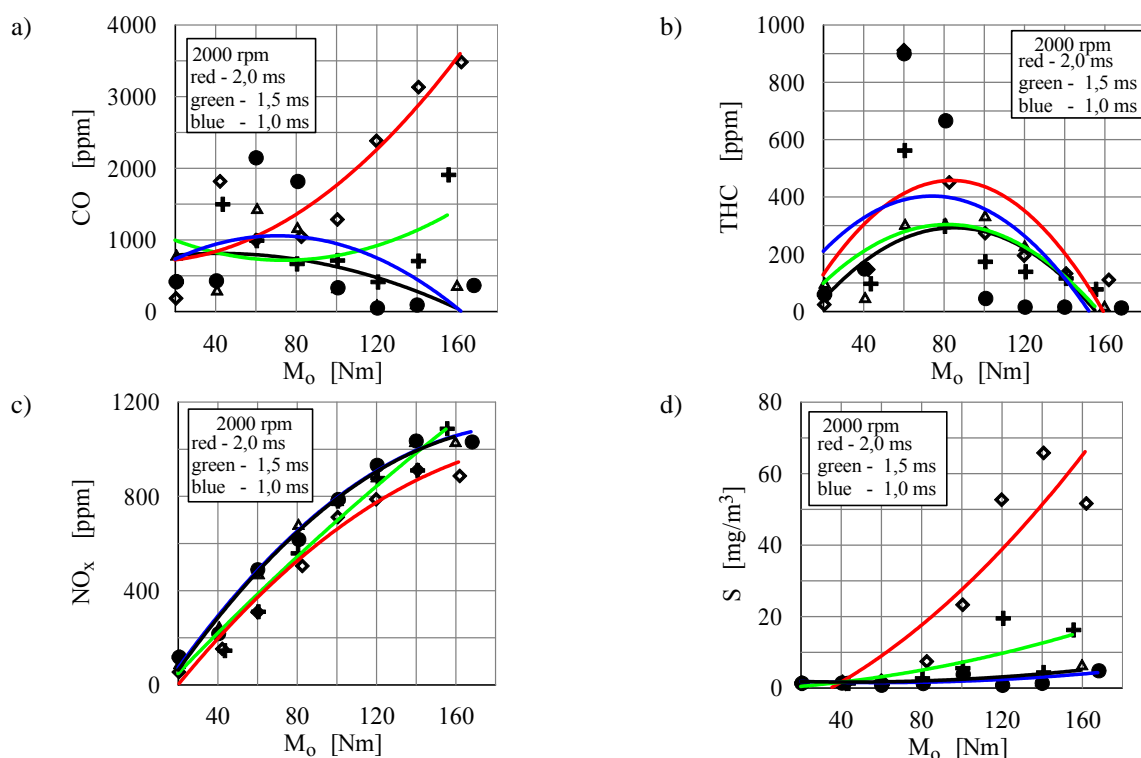 a)
4000
3000
2000
1000
0
CO [ppm]
2000 rpm
red - 2,0 ms
green - 1,5 ms
blue - 1,0 ms
40 80 120 160
Mo [Nm]
b)
1000
800
600
400
200
0
THC [ppm]
2000 rpm
red - 2,0 ms
green - 1,5 ms
blue - 1,0 ms
40 80 120 160
Mo [Nm]
c)
1200
800
400
0
NOx [ppm]
2000 rpm
red - 2,0 ms
green - 1,5 ms
blue - 1,0 ms
40 80 120 160
Mo [Nm]
d)
80
60
40
20
0
S [mg/m³]
2000 rpm
red - 2,0 ms
green - 1,5 ms
blue - 1,0 ms
40 80 120 160
Mo [Nm]